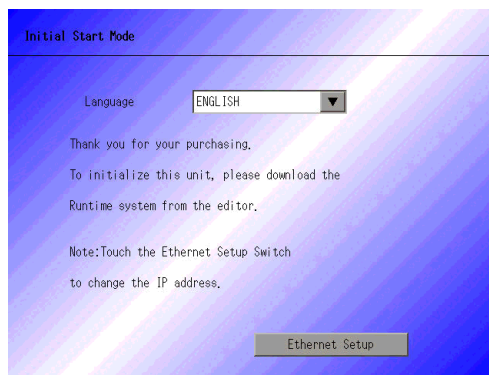 Initial Start Mode
Language ENGLISH
Thank you for your purchasing.
To initialize this unit, please download the
Runtime system from the editor.
Note:Touch the Ethernet Setup Switch
to change the IP address.
Ethernet Setup